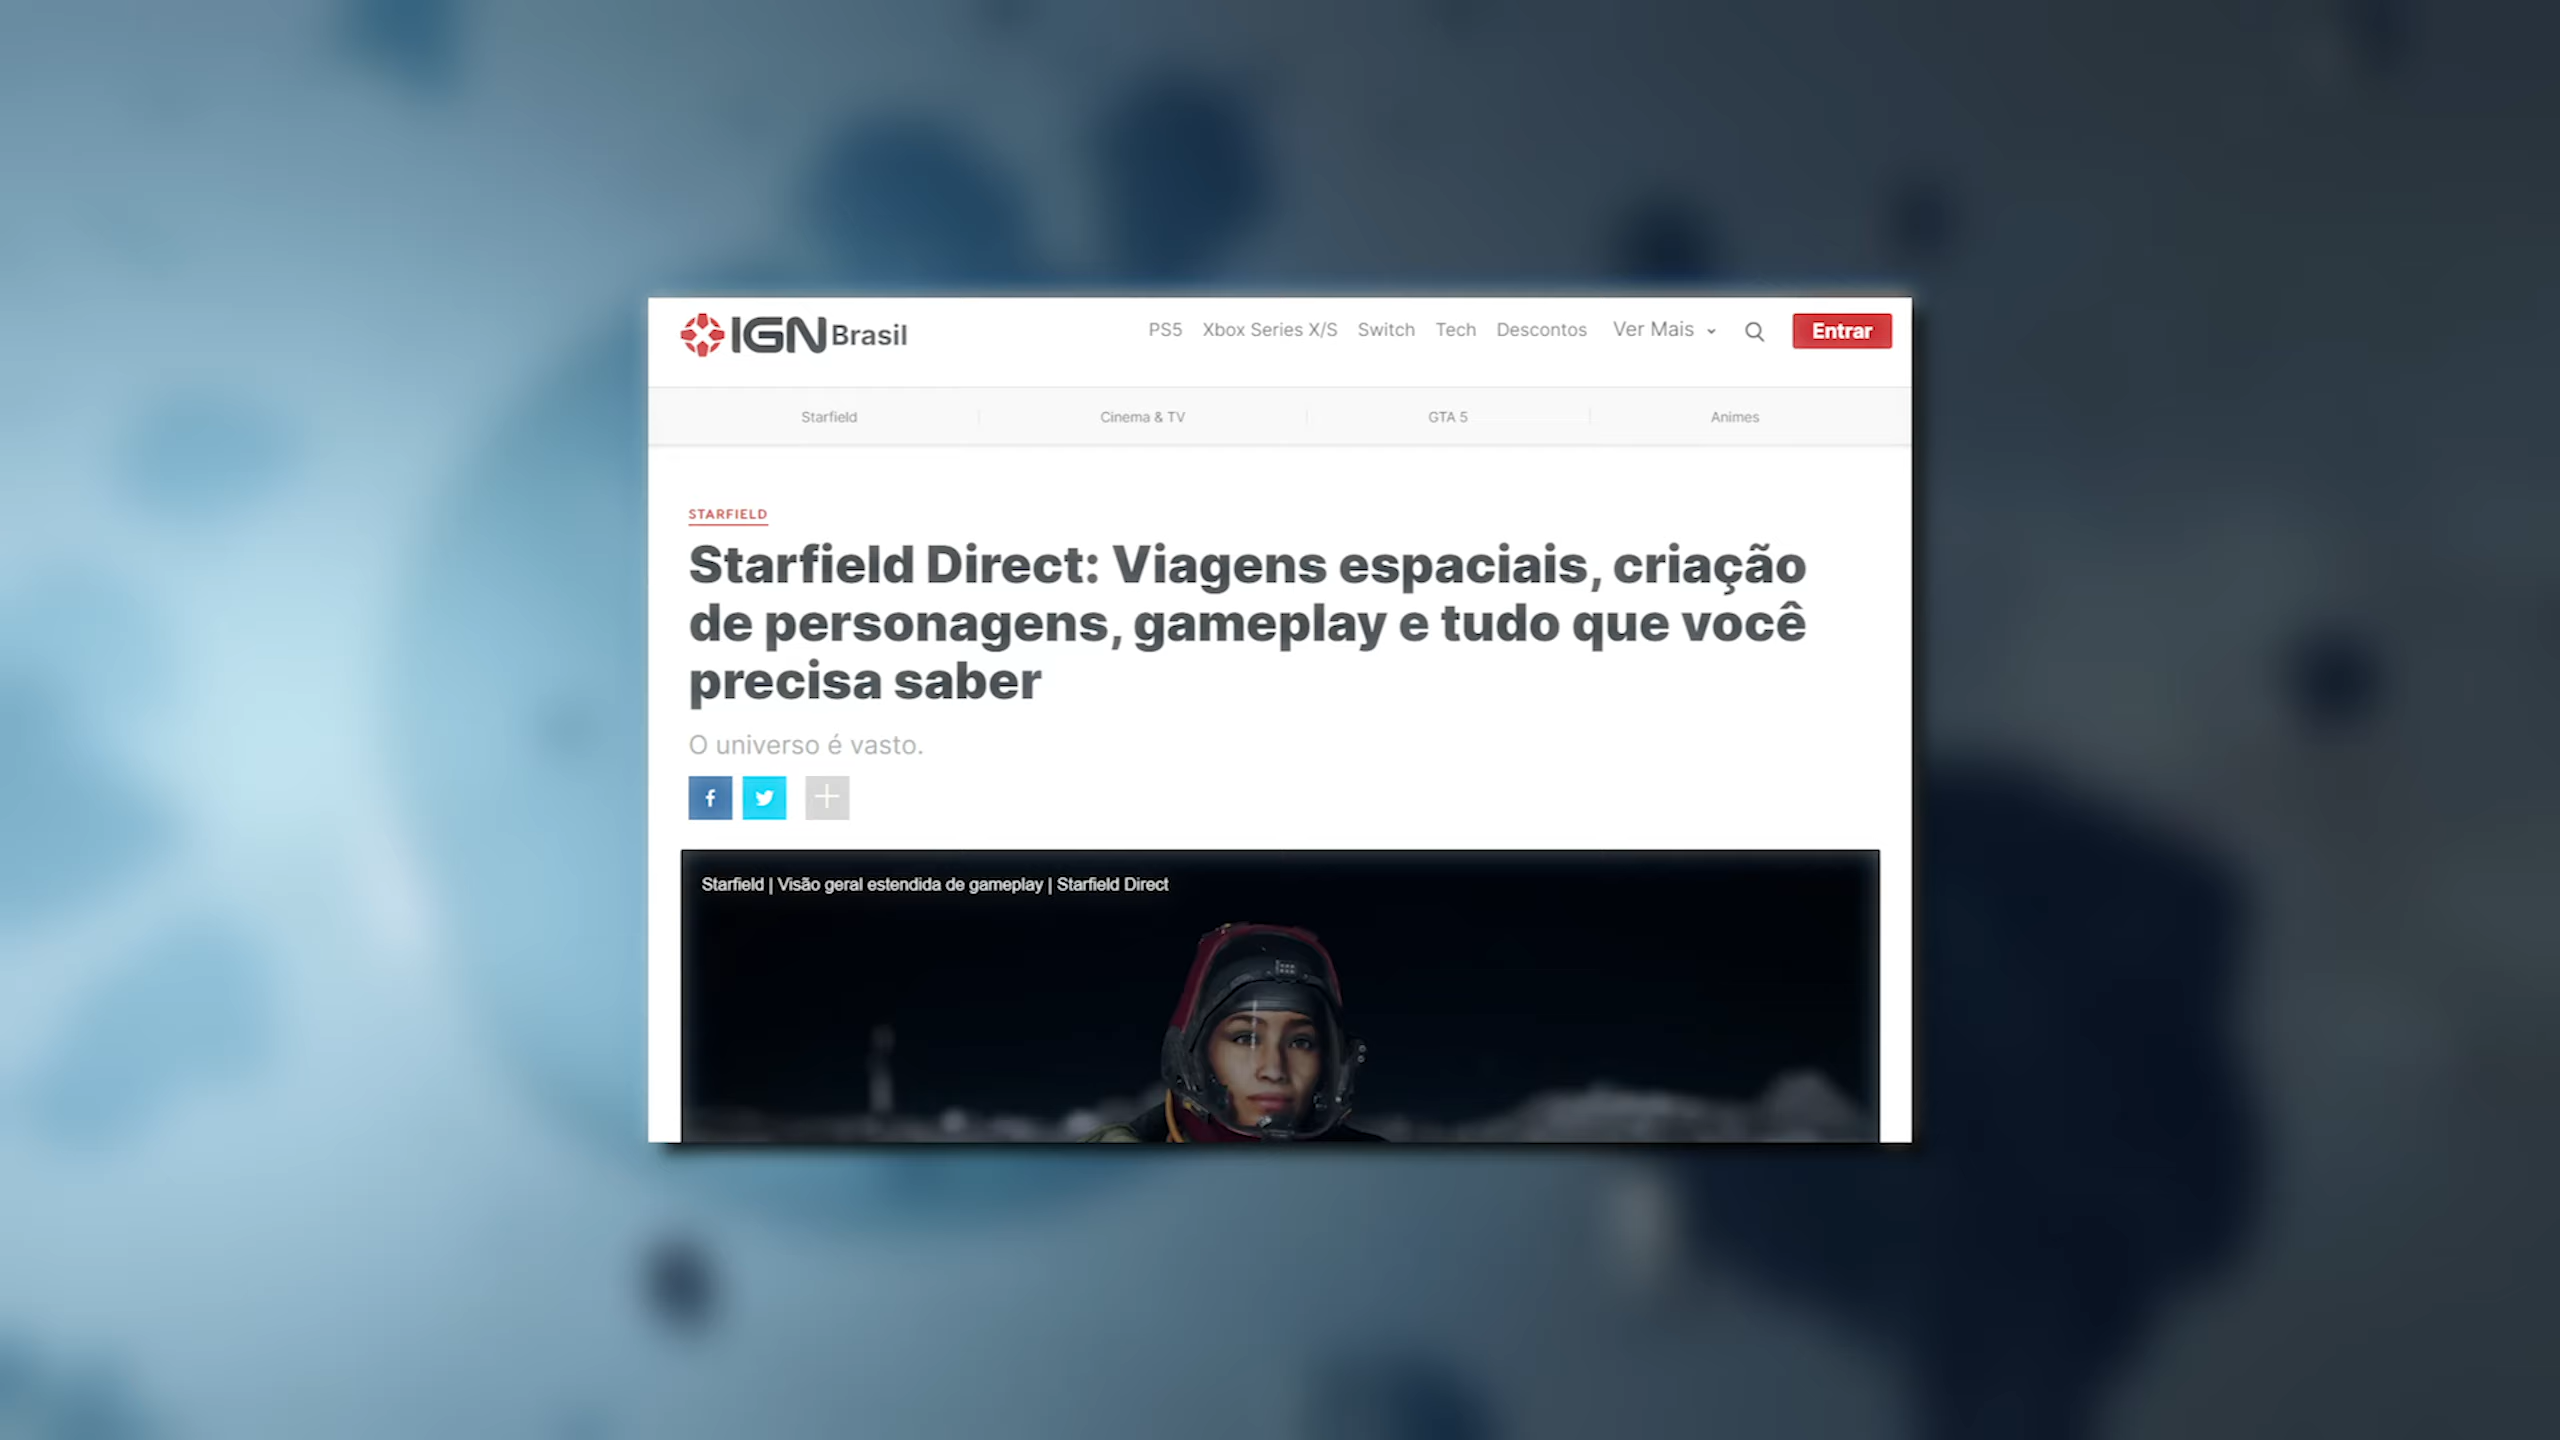 IGN Brasil
PS5 Xbox Series X/S Switch Tech Descontos Ver Mais Entrar
Starfield Cinema & TV GTA 5 Animes
STARFIELD
Starfield Direct: Viagens espaciais, criação
de personagens, gameplay e tudo que você
precisa saber
O universo é vasto.
Starfield | Visão geral estendida de gameplay | Starfield Direct